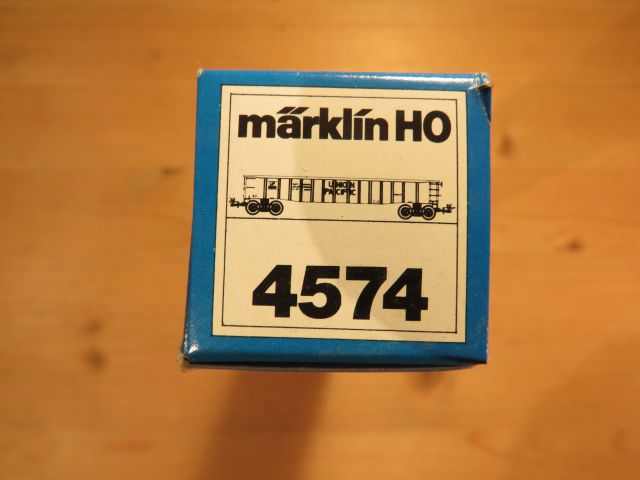 märklin HO
UNION
PACIFIC
4574